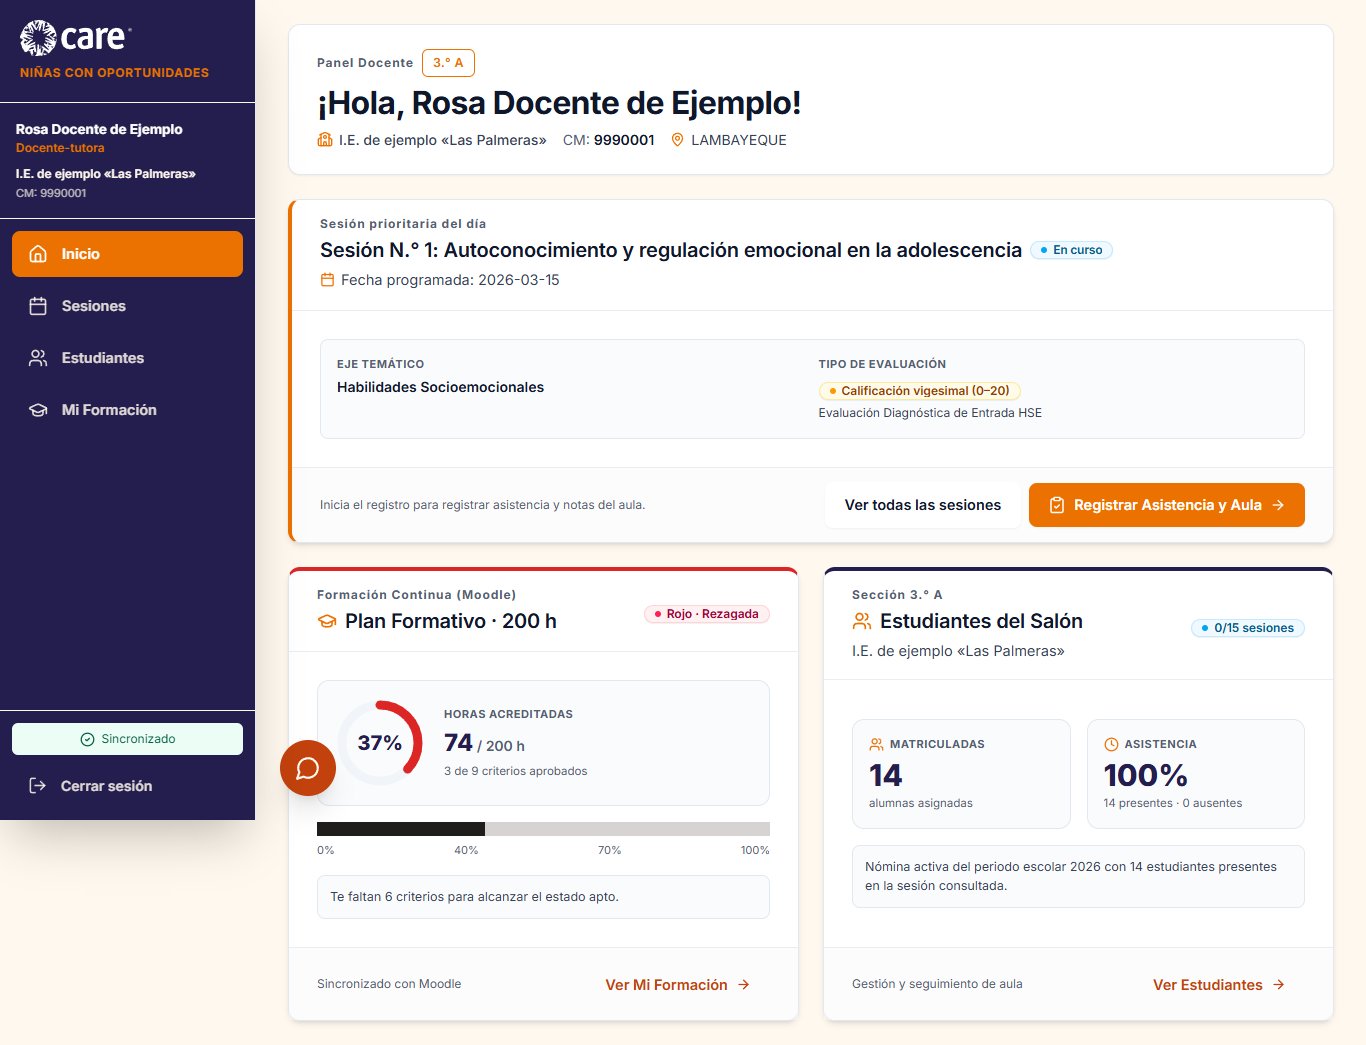 care
NIÑAS CON OPORTUNIDADES
Rosa Docente de Ejemplo
Docente-tutora
I.E. de ejemplo «Las Palmeras»
CM: 9990001
Inicio
Sesiones
Estudiantes
Mi Formación
Sincronizado
Cerrar sesión
Panel Docente 3.° A
¡Hola, Rosa Docente de Ejemplo!
I.E. de ejemplo «Las Palmeras» CM: 9990001 LAMBAYEQUE
Sesión prioritaria del día
Sesión N.° 1: Autoconocimiento y regulación emocional en la adolescencia En curso
Fecha programada: 2026-03-15
EJE TEMÁTICO
Habilidades Socioemocionales
TIPO DE EVALUACIÓN
Calificación vigesimal (0–20)
Evaluación Diagnóstica de Entrada HSE
Inicia el registro para registrar asistencia y notas del aula.
Ver todas las sesiones
Registrar Asistencia y Aula
Formación Continua (Moodle)
Plan Formativo · 200 h
Rojo · Rezagada
37%
HORAS ACREDITADAS
74 / 200 h
3 de 9 criterios aprobados
0% 40% 70% 100%
Te faltan 6 criterios para alcanzar el estado apto.
Sincronizado con Moodle
Ver Mi Formación
Sección 3.° A
Estudiantes del Salón
I.E. de ejemplo «Las Palmeras»
0/15 sesiones
MATRICULADAS
14
alumnas asignadas
ASISTENCIA
100%
14 presentes · 0 ausentes
Nómina activa del periodo escolar 2026 con 14 estudiantes presentes
en la sesión consultada.
Gestión y seguimiento de aula
Ver Estudiantes